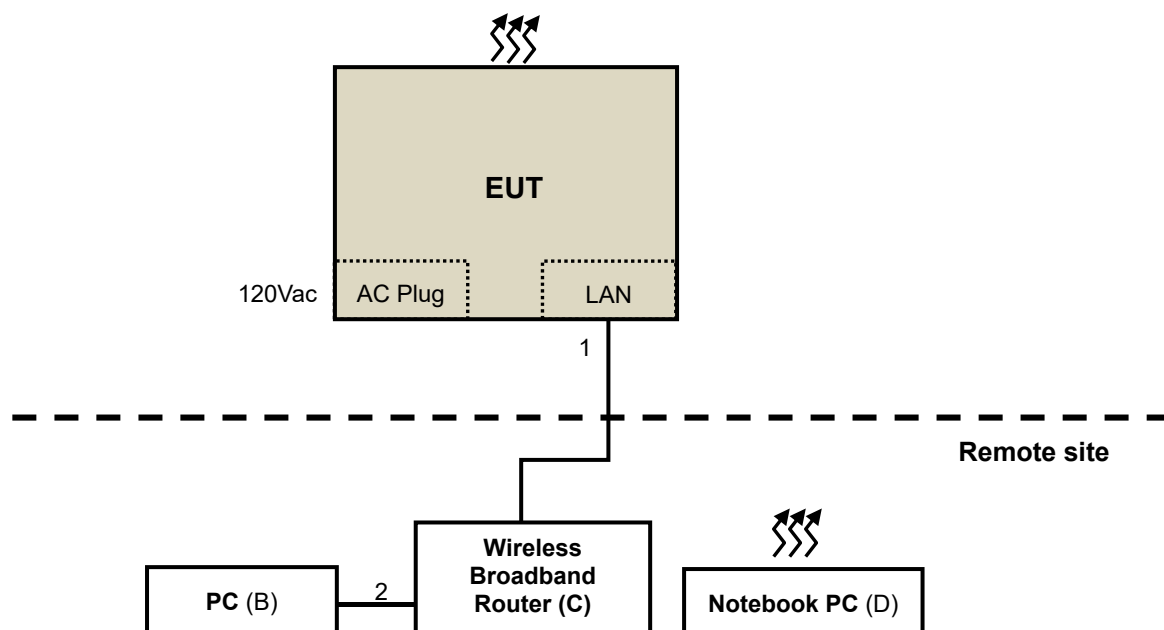 EUT
120Vac
AC Plug
LAN
1
Remote site
Wireless
Broadband
Router (C)
PC (B)
2
Notebook PC (D)